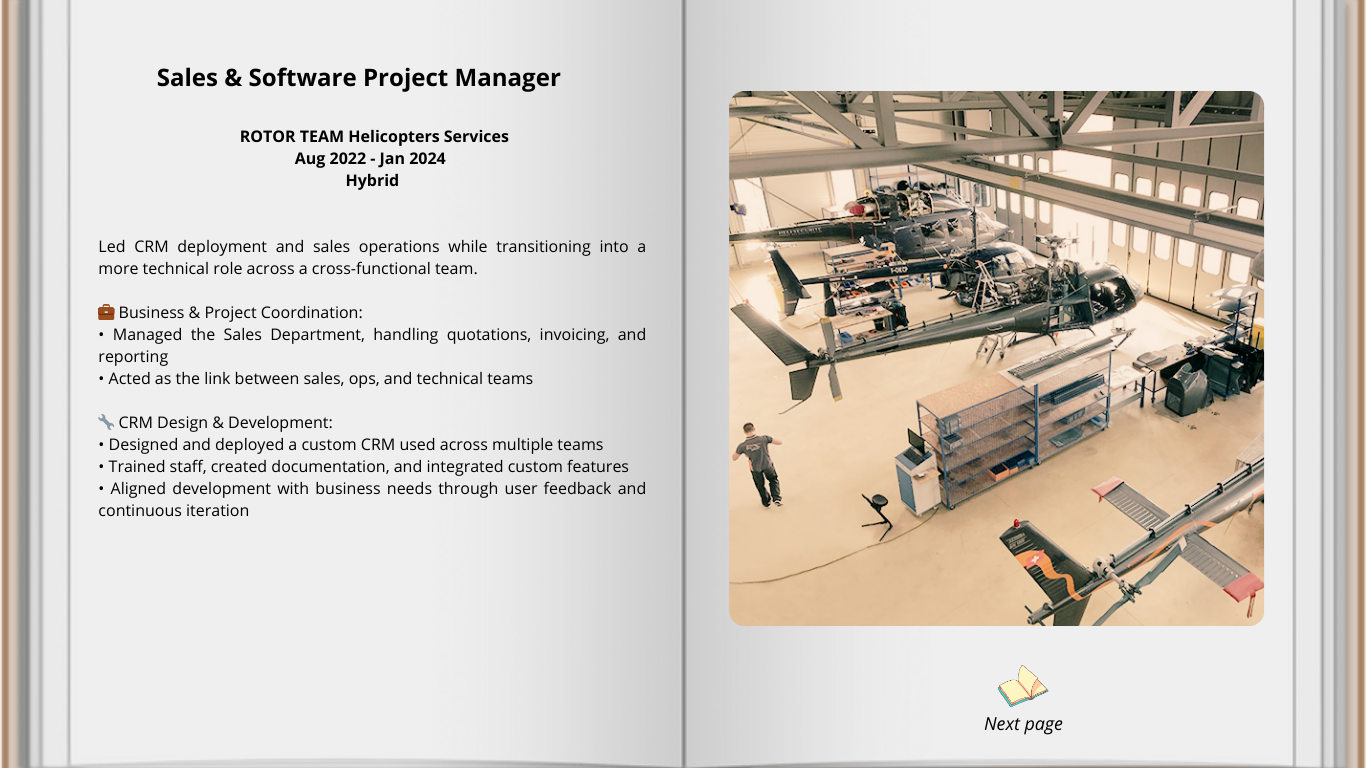 Sales & Software Project Manager
ROTOR TEAM Helicopters Services
Aug 2022 - Jan 2024
Hybrid
Led CRM deployment and sales operations while transitioning into a
more technical role across a cross-functional team.
💼 Business & Project Coordination:
• Managed the Sales Department, handling quotations, invoicing, and
reporting
• Acted as the link between sales, ops, and technical teams
🔧 CRM Design & Development:
• Designed and deployed a custom CRM used across multiple teams
• Trained staff, created documentation, and integrated custom features
• Aligned development with business needs through user feedback and
continuous iteration
Next page